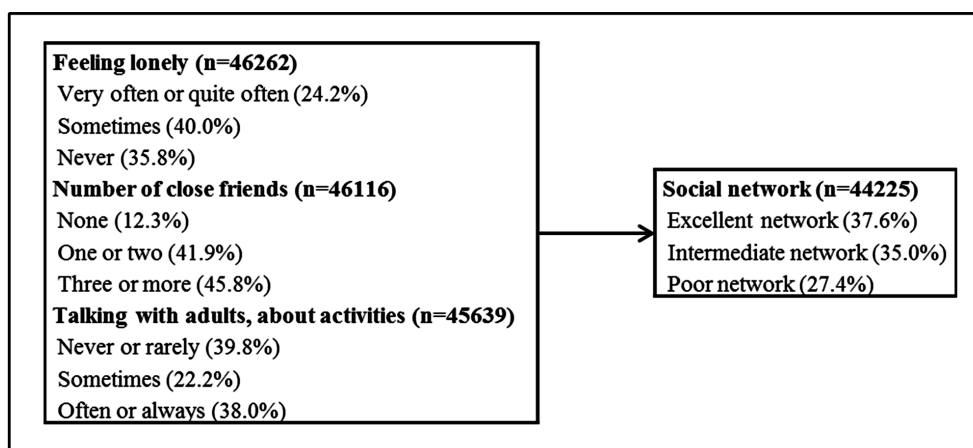 Feeling lonely (n=46262)
Very often or quite often (24.2%)
Sometimes (40.0%)
Never (35.8%)
Number of close friends (n=46116)
None (12.3%)
One or two (41.9%)
Three or more (45.8%)
Talking with adults, about activities (n=45639)
Never or rarely (39.8%)
Sometimes (22.2%)
Often or always (38.0%)
Social network (n=44225)
Excellent network (37.6%)
Intermediate network (35.0%)
Poor network (27.4%)